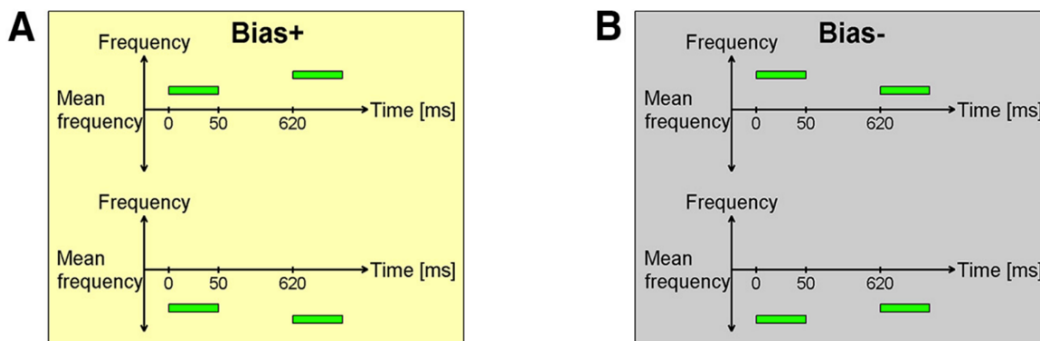 A
Bias+
Frequency
Mean
frequency
Time [ms]
0 50 620
Frequency
Mean
frequency
Time [ms]
0 50 620
B
Bias-
Frequency
Mean
frequency
Time [ms]
0 50 620
Frequency
Mean
frequency
Time [ms]
0 50 620